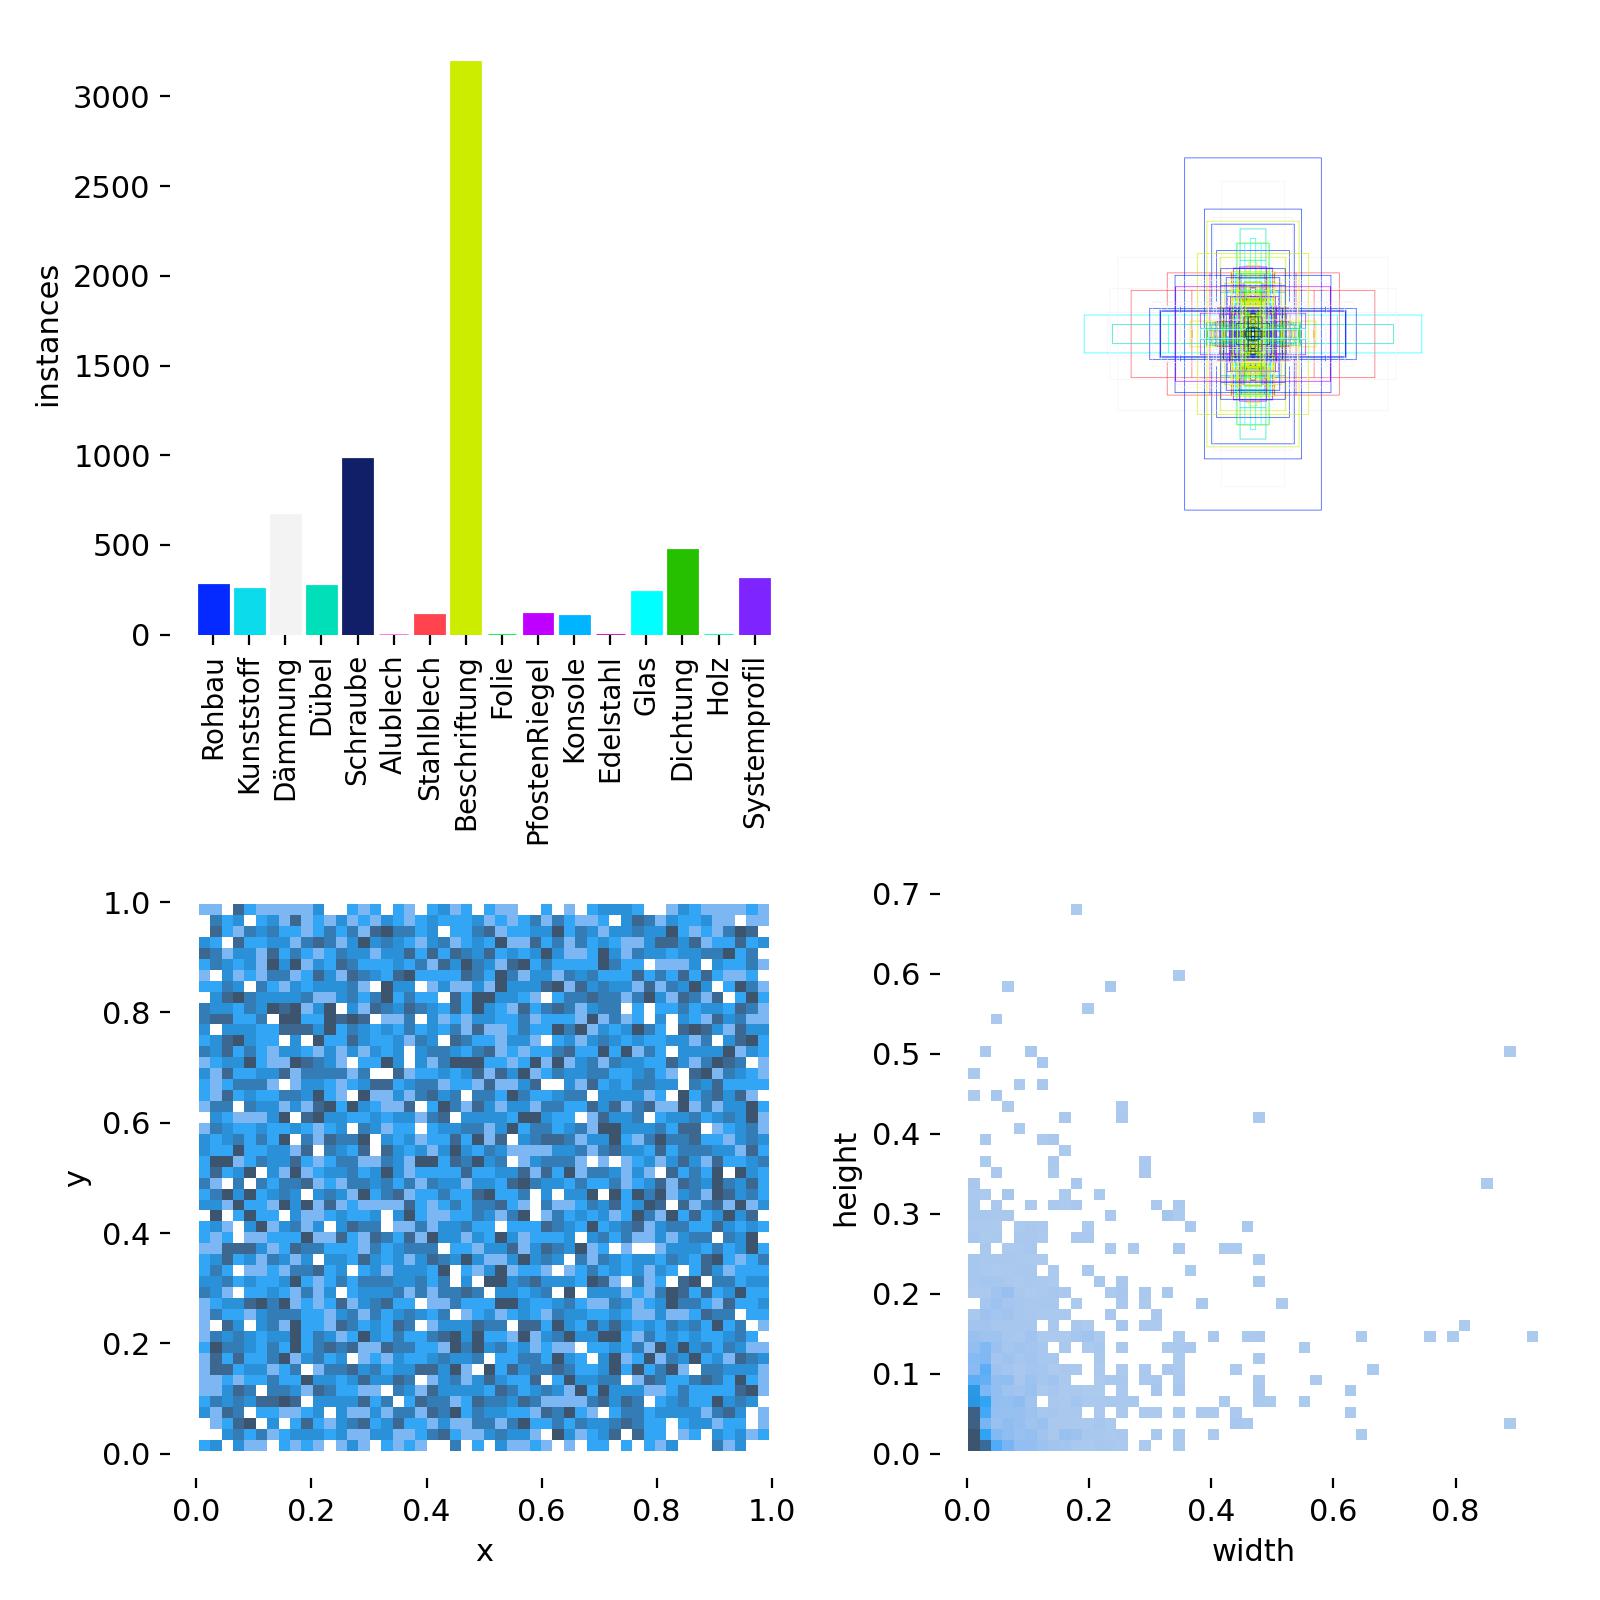 3000
2500
2000
1500
1000
500
0
instances
Rohbau
Kunststoff
Dämmung
Dübel
Schraube
Alublech
Stahlblech
Beschriftung
Folie
PfostenRiegel
Konsole
Edelstahl
Glas
Dichtung
Holz
Systemprofil
1.0
0.8
0.6
0.4
0.2
0.0
y
0.0 0.2 0.4 0.6 0.8 1.0
x
0.7
0.6
0.5
0.4
0.3
0.2
0.1
0.0
height
0.0 0.2 0.4 0.6 0.8
width